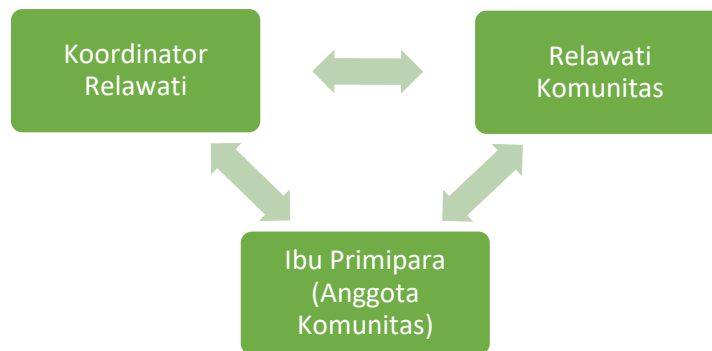 Koordinator
Relawati
Relawati
Komunitas
Ibu Primipara
(Anggota
Komunitas)